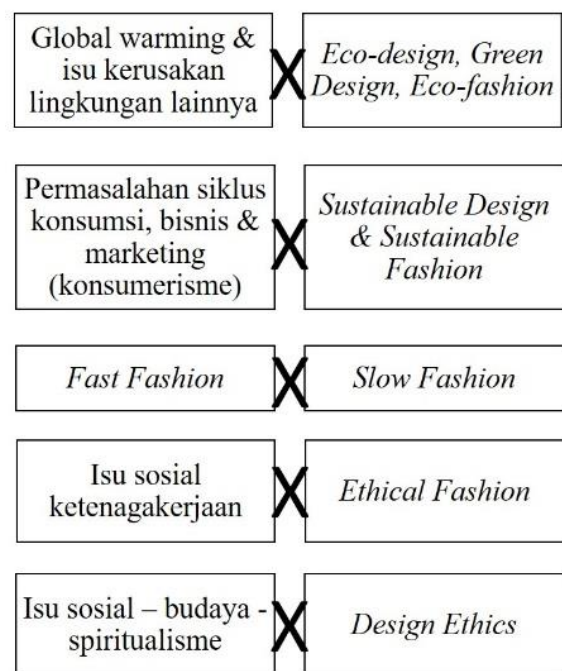 Global warming &
isu kerusakan
lingkungan lainnya
X
Eco-design, Green
Design, Eco-fashion
Permasalahan siklus
konsumsi, bisnis &
marketing
(konsumerisme)
X
Sustainable Design
& Sustainable
Fashion
Fast Fashion
X
Slow Fashion
Isu sosial
ketenagakerjaan
X
Ethical Fashion
Isu sosial – budaya -
spiritualisme
X
Design Ethics